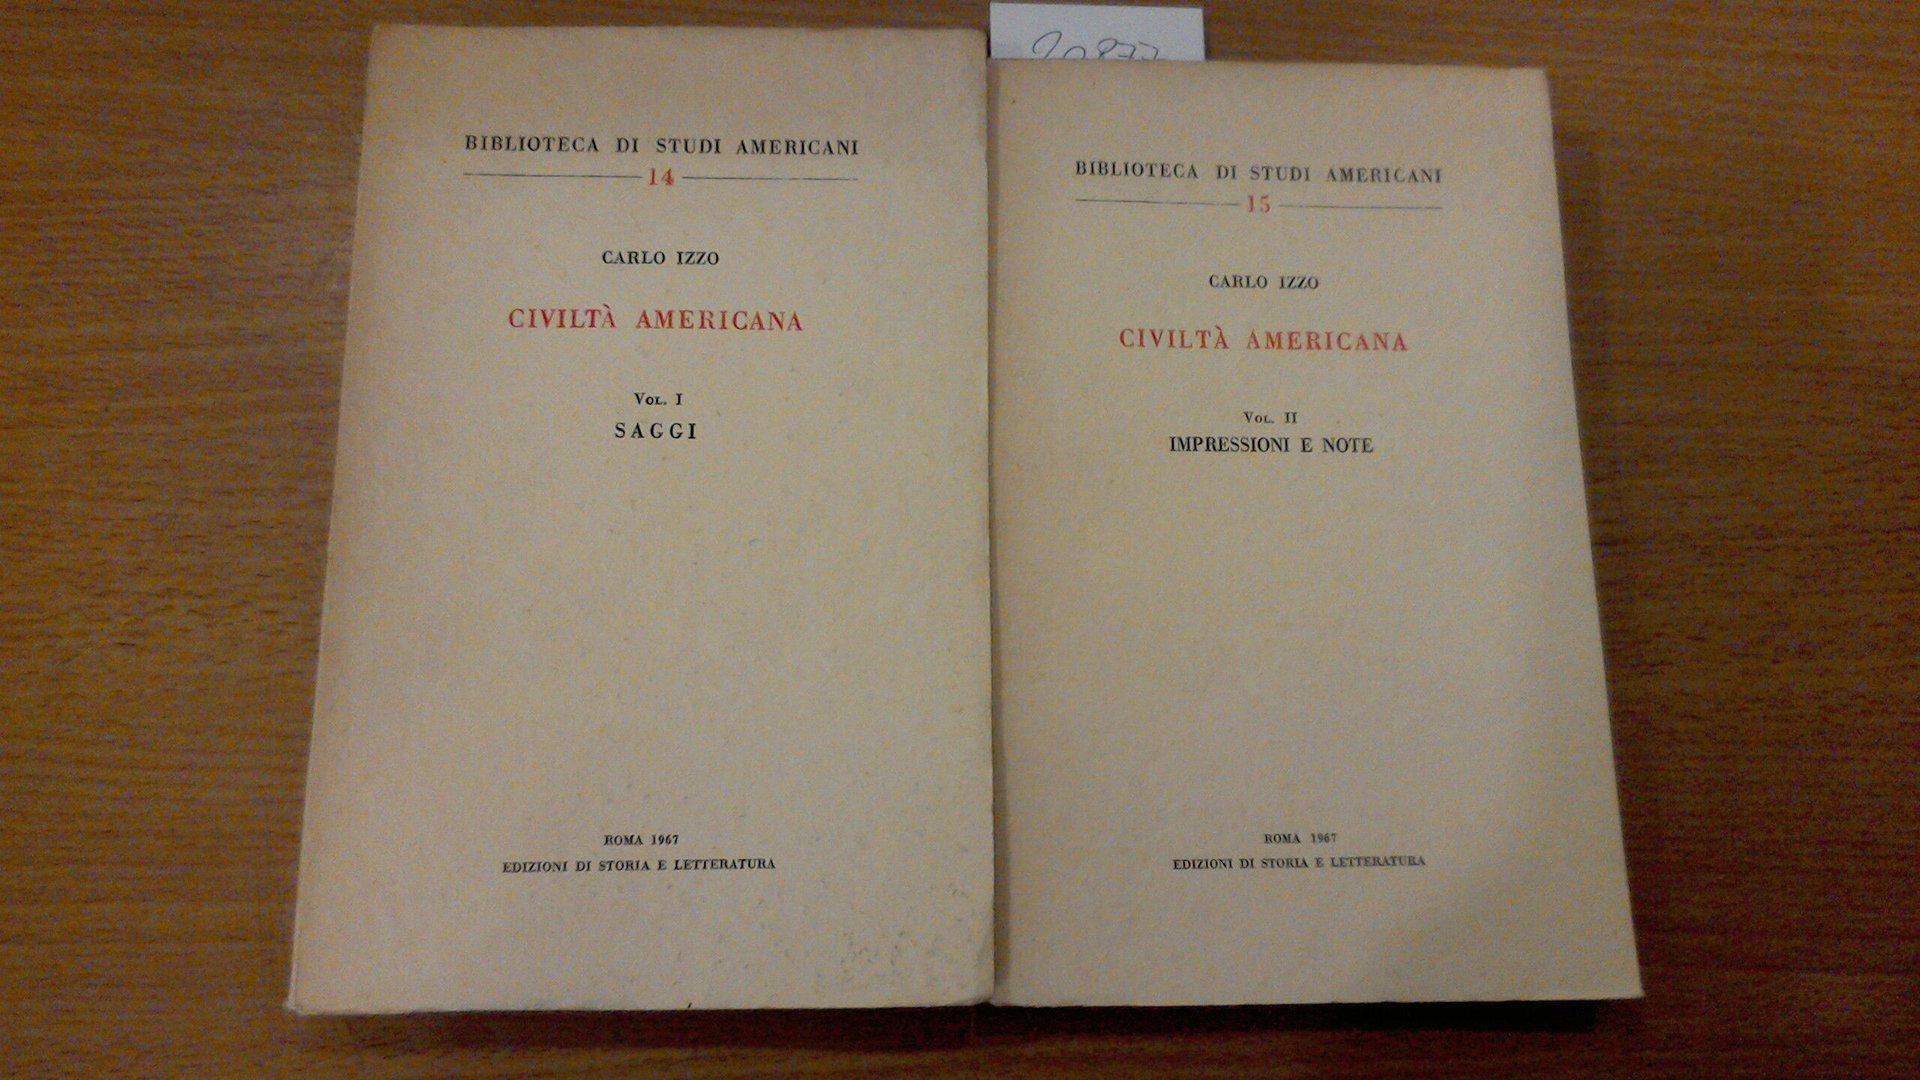 BIBLIOTECA DI STUDI AMERICANI
14
CARLO IZZO
CIVILTÀ AMERICANA
VOL. I
SAGGI
ROMA 1967
EDIZIONI DI STORIA E LETTERATURA
20877
BIBLIOTECA DI STUDI AMERICANI
15
CARLO IZZO
CIVILTÀ AMERICANA
VOL. II
IMPRESSIONI E NOTE
ROMA 1967
EDIZIONI DI STORIA E LETTERATURA